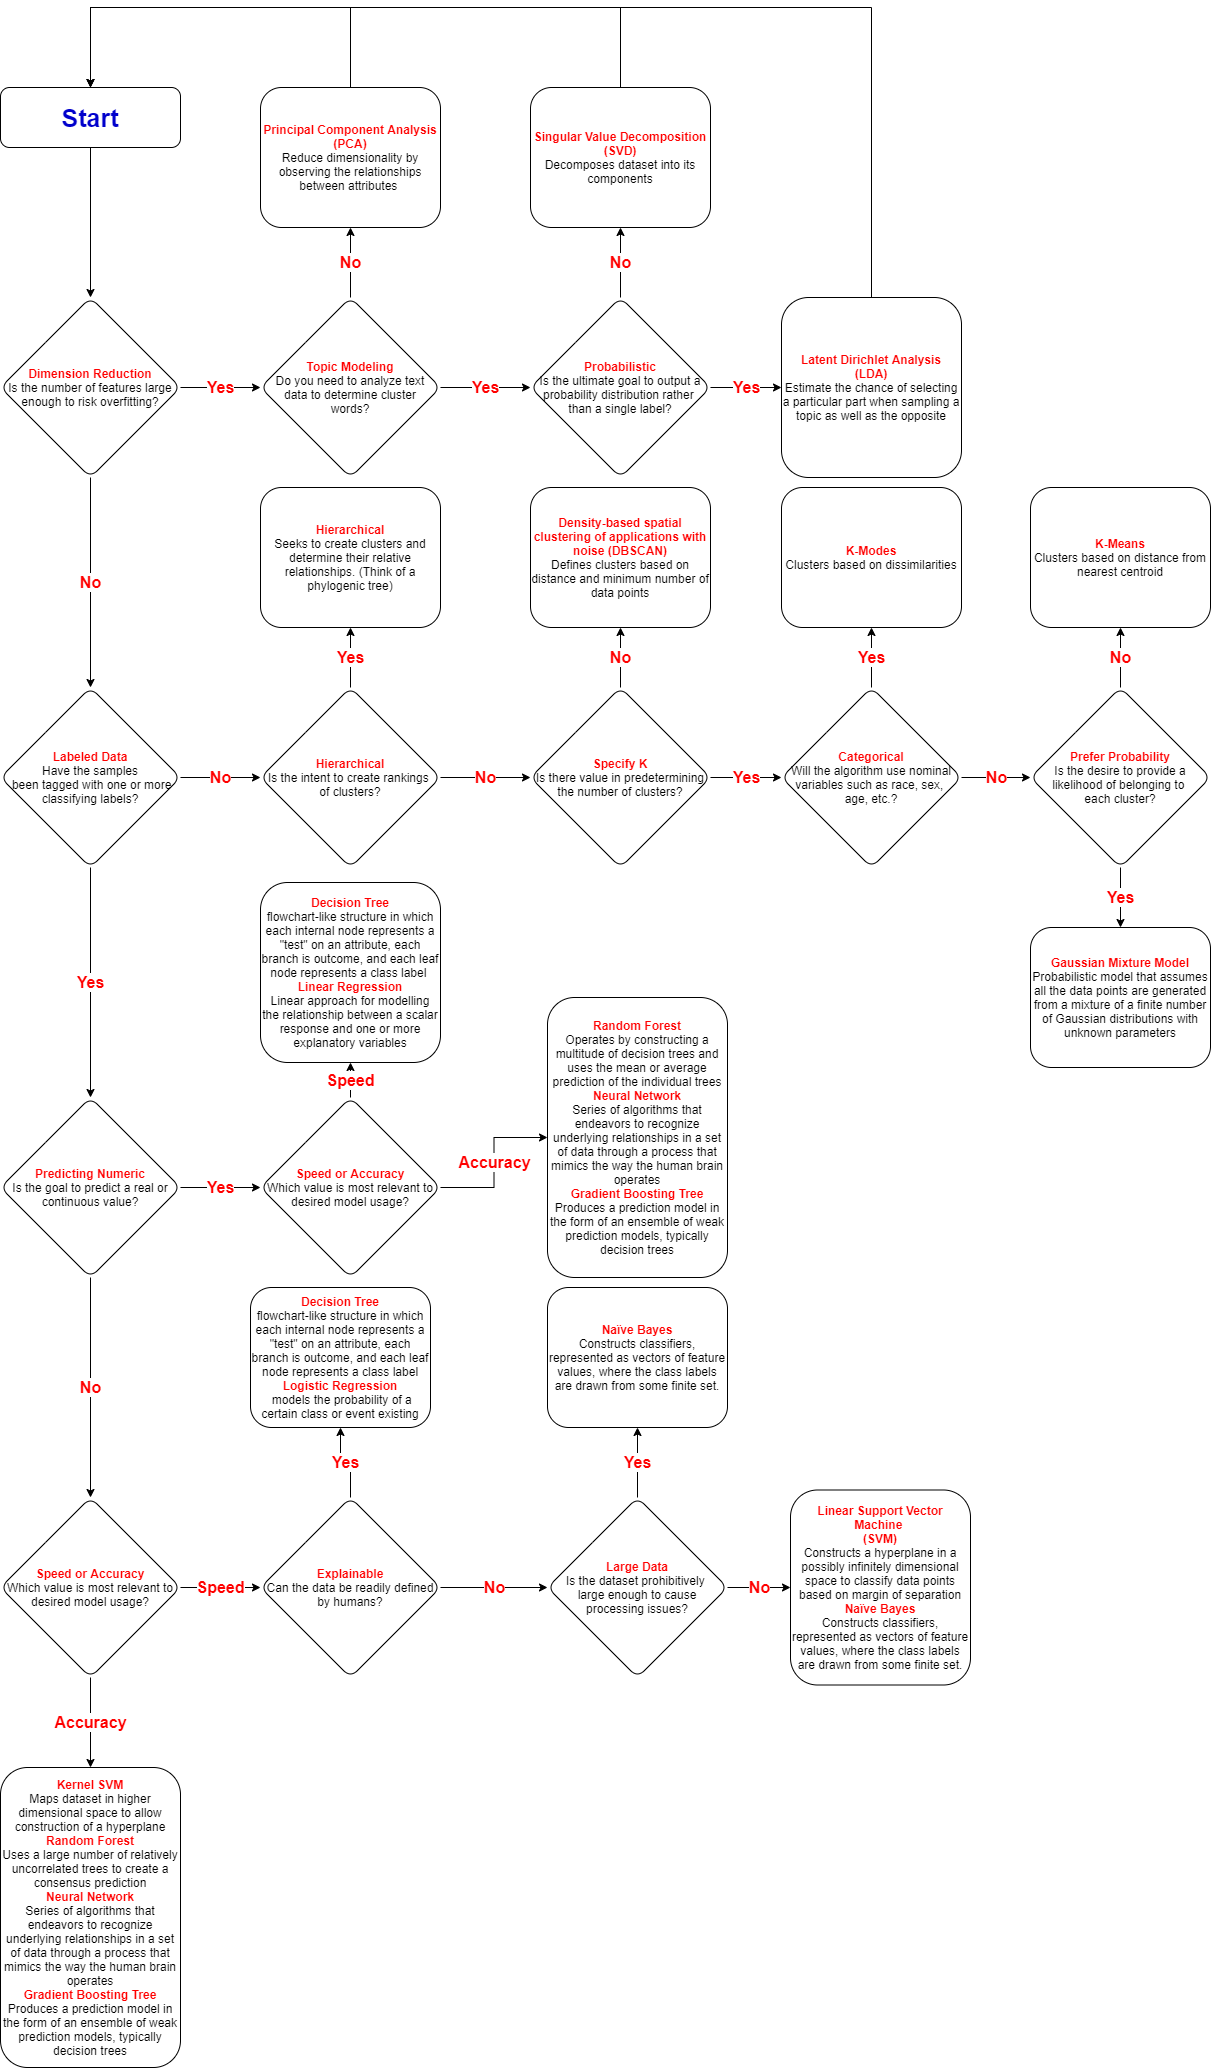 Start
Principal Component Analysis
(PCA)
Reduce dimensionality by
observing the relationships
between attributes
Singular Value Decomposition
(SVD)
Decomposes dataset into its
components
No
No
Dimension Reduction
Is the number of features large
enough to risk overfitting?
Yes
Topic Modeling
Do you need to analyze text
data to determine cluster
words?
Yes
Probabilistic
Is the ultimate goal to output a
probability distribution rather
than a single label?
Yes
Latent Dirichlet Analysis
(LDA)
Estimate the chance of selecting
a particular part when sampling a
topic as well as the opposite
No
Hierarchical
Seeks to create clusters and
determine their relative
relationships. (Think of a
phylogenic tree)
Density-based spatial
clustering of applications with
noise (DBSCAN)
Defines clusters based on
distance and minimum number of
data points
K-Modes
Clusters based on dissimilarities
K-Means
Clusters based on distance from
nearest centroid
Yes
No
Yes
No
Labeled Data
Have the samples
been tagged with one or more
classifying labels?
No
Hierarchical
Is the intent to create rankings
of clusters?
No
Specify K
Is there value in predetermining
the number of clusters?
Yes
Categorical
Will the algorithm use nominal
variables such as race, sex,
age, etc.?
No
Prefer Probability
Is the desire to provide a
likelihood of belonging to
each cluster?
Yes
Gaussian Mixture Model
Probabilistic model that assumes
all the data points are generated
from a mixture of a finite number
of Gaussian distributions with
unknown parameters
Yes
Decision Tree
flowchart-like structure in which
each internal node represents a
"test" on an attribute, each
branch is outcome, and each leaf
node represents a class label
Linear Regression
Linear approach for modelling
the relationship between a scalar
response and one or more
explanatory variables
Speed
Predicting Numeric
Is the goal to predict a real or
continuous value?
Yes
Speed or Accuracy
Which value is most relevant to
desired model usage?
Accuracy
Random Forest
Operates by constructing a
multitude of decision trees and
uses the mean or average
prediction of the individual trees
Neural Network
Series of algorithms that
endeavors to recognize
underlying relationships in a set
of data through a process that
mimics the way the human brain
operates
Gradient Boosting Tree
Produces a prediction model in
the form of an ensemble of weak
prediction models, typically
decision trees
No
Decision Tree
flowchart-like structure in which
each internal node represents a
"test" on an attribute, each
branch is outcome, and each leaf
node represents a class label
Logistic Regression
models the probability of a
certain class or event existing
Naïve Bayes
Constructs classifiers,
represented as vectors of feature
values, where the class labels
are drawn from some finite set.
Yes
Yes
Speed or Accuracy
Which value is most relevant to
desired model usage?
Speed
Explainable
Can the data be readily defined
by humans?
No
Large Data
Is the dataset prohibitively
large enough to cause
processing issues?
No
Linear Support Vector
Machine
(SVM)
Constructs a hyperplane in a
possibly infinitely dimensional
space to classify data points
based on margin of separation
Naïve Bayes
Constructs classifiers,
represented as vectors of feature
values, where the class labels
are drawn from some finite set.
Accuracy
Kernel SVM
Maps dataset in higher
dimensional space to allow
construction of a hyperplane
Random Forest
Uses a large number of relatively
uncorrelated trees to create a
consensus prediction
Neural Network
Series of algorithms that
endeavors to recognize
underlying relationships in a set
of data through a process that
mimics the way the human brain
operates
Gradient Boosting Tree
Produces a prediction model in
the form of an ensemble of weak
prediction models, typically
decision trees